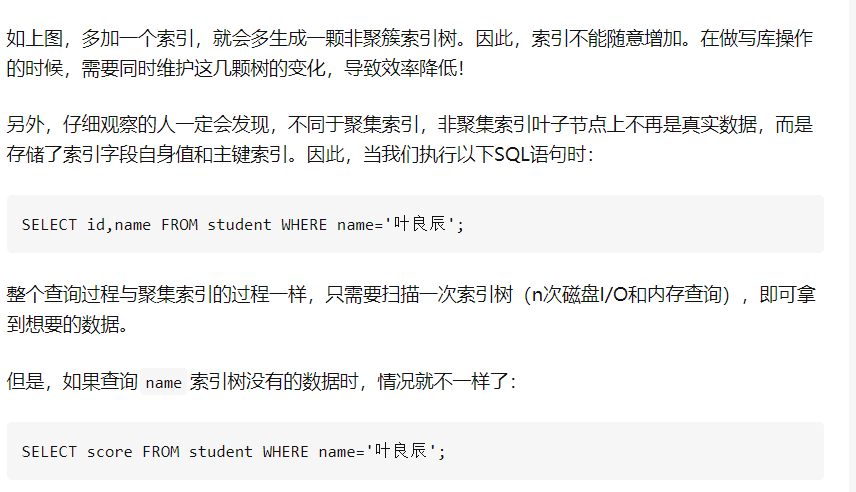 如上图，多加一个索引，就会多生成一颗非聚簇索引树。因此，索引不能随意增加。在做写库操作
的时候，需要同时维护这几颗树的变化，导致效率降低！
另外，仔细观察的人一定会发现，不同于聚集索引，非聚集索引叶子节点上不再是真实数据，而是
存储了索引字段自身值和主键索引。因此，当我们执行以下SQL语句时：
SELECT id,name FROM student WHERE name='叶良辰';
整个查询过程与聚集索引的过程一样，只需要扫描一次索引树（n次磁盘I/O和内存查询），即可拿
到想要的数据。
但是，如果查询 name 索引树没有的数据时，情况就不一样了：
SELECT score FROM student WHERE name='叶良辰';